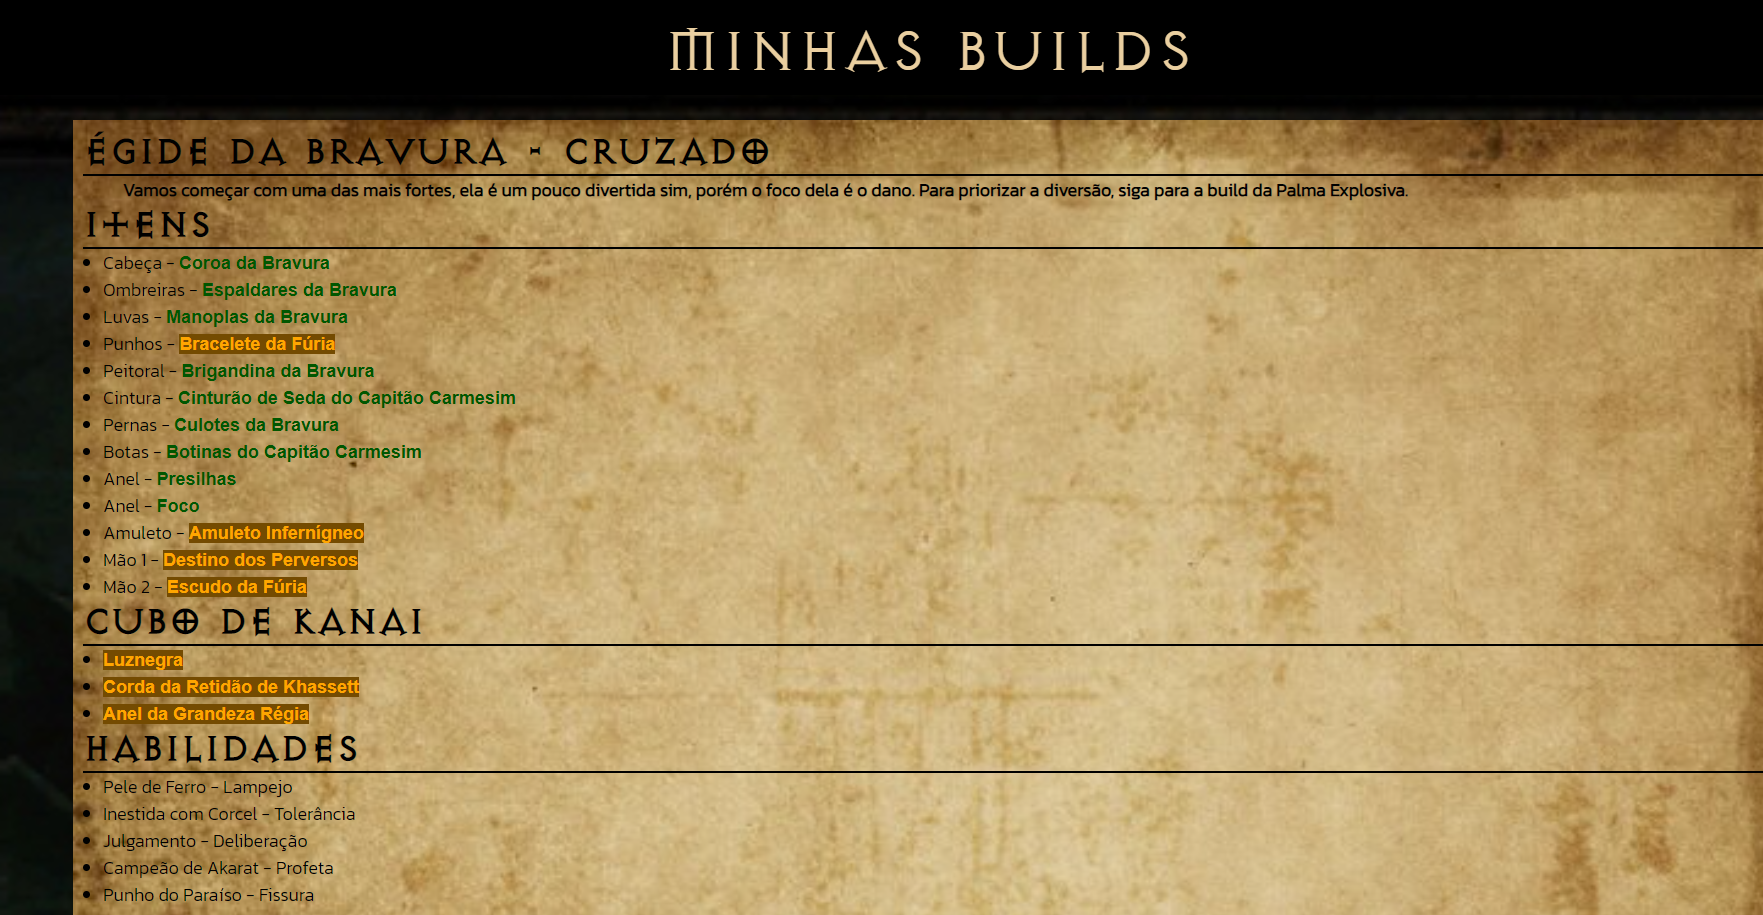 MINHAS BUILDS
ÉGIDE DA BRAVURA - CRUZADO
Vamos começar com uma das mais fortes, ela é um pouco divertida sim, porém o foco dela é o dano. Para priorizar a diversão, siga para a build da Palma Explosiva.
ITENS
Cabeça - Coroa da Bravura
Ombreiras - Espaldares da Bravura
Luvas - Manoplas da Bravura
Punhos - Bracelete da Fúria
Peitoral - Brigandina da Bravura
Cintura - Cinturão de Seda do Capitão Carmesim
Pernas - Culotes da Bravura
Botas - Botinas do Capitão Carmesim
Anel - Presilhas
Anel - Foco
Amuleto - Amuleto Infernígneo
Mão 1 - Destino dos Perversos
Mão 2 - Escudo da Fúria
CUBO DE KANAI
Luznegra
Corda da Retidão de Khassett
Anel da Grandeza Régia
HABILIDADES
Pele de Ferro - Lampejo
Inestida com Corcel - Tolerância
Julgamento - Deliberação
Campeão de Akarat - Profeta
Punho do Paraíso - Fissura